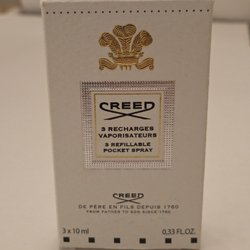 CREED
3 RECHARGES
VAPORISATEURS
3 REFILLABLE
POCKET SPRAY
CREED
DE PÈRE EN FILS DEPUIS 1760
FROM FATHER TO SON SINCE 1760
3 x 10 ml 0,33 FL.OZ.